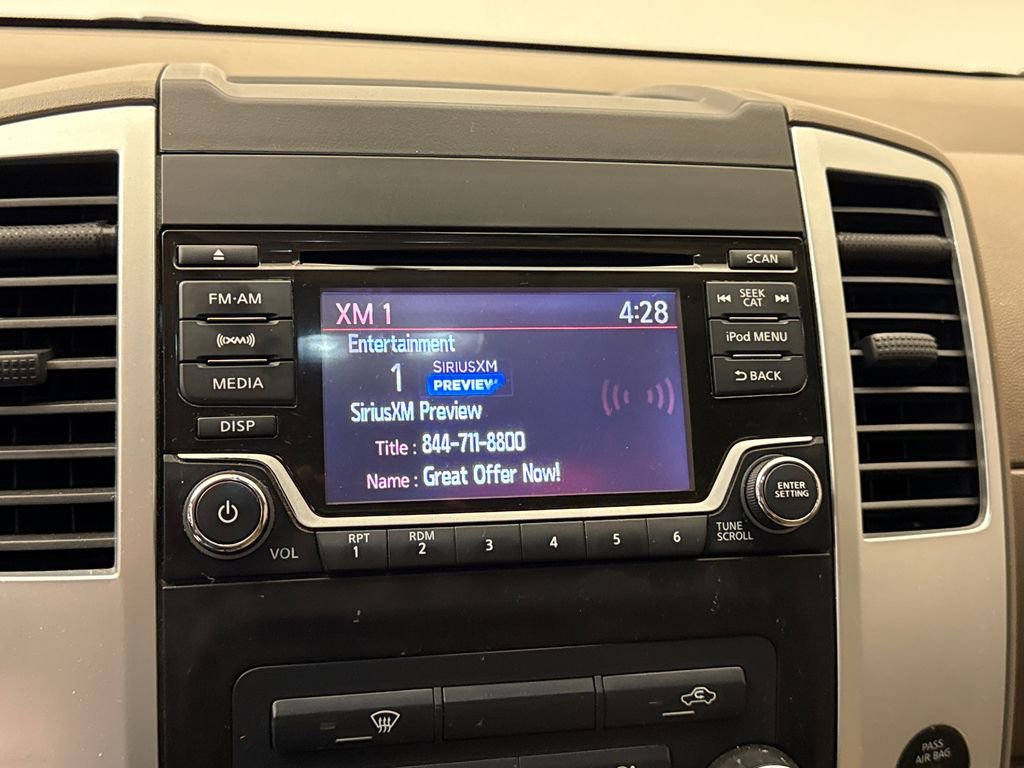 SCAN
FM·AM
SEEK
CAT
((XM))
iPod MENU
MEDIA
BACK
DISP
XM 1
4:28
Entertainment
1
SIRIUSXM
PREVIEW
SiriusXM Preview
Title : 844-711-8800
Name : Great Offer Now!
ENTER
SETTING
VOL
RPT
1
RDM
2
3
4
5
6
TUNE
SCROLL
PASS
AIR BAG